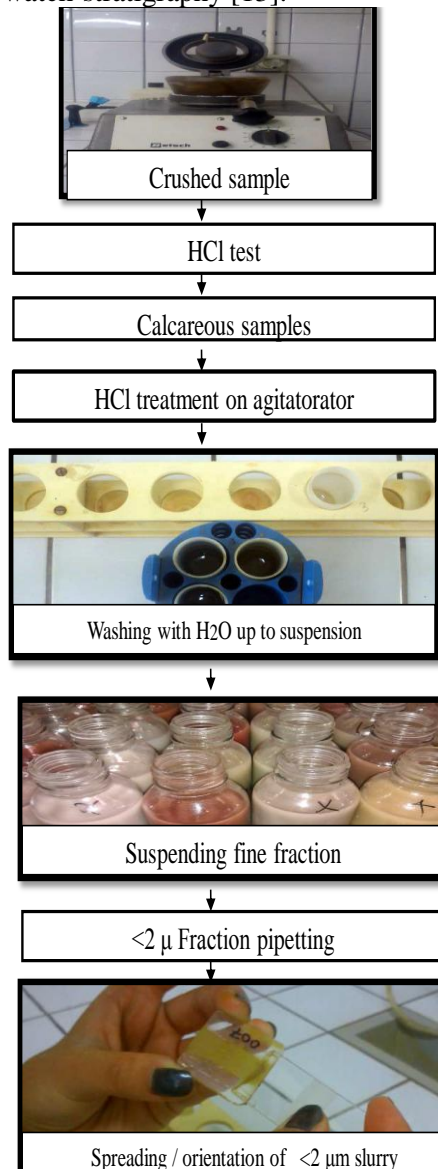 Retsch
Crushed sample
HCl test
Calcareous samples
HCl treatment on agitatorator
Washing with H2O up to suspension
Suspending fine fraction
<2 µ Fraction pipetting
Spreading / orientation of <2 µm slurry